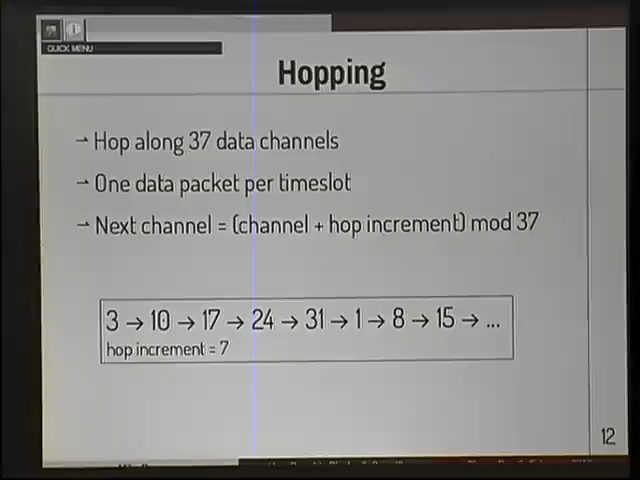 QUICK MENU
Hopping
→ Hop along 37 data channels
→ One data packet per timeslot
→ Next channel = (channel + hop increment) mod 37
3 → 10 → 17 → 24 → 31 → 1 → 8 → 15 → ...
hop increment = 7
12